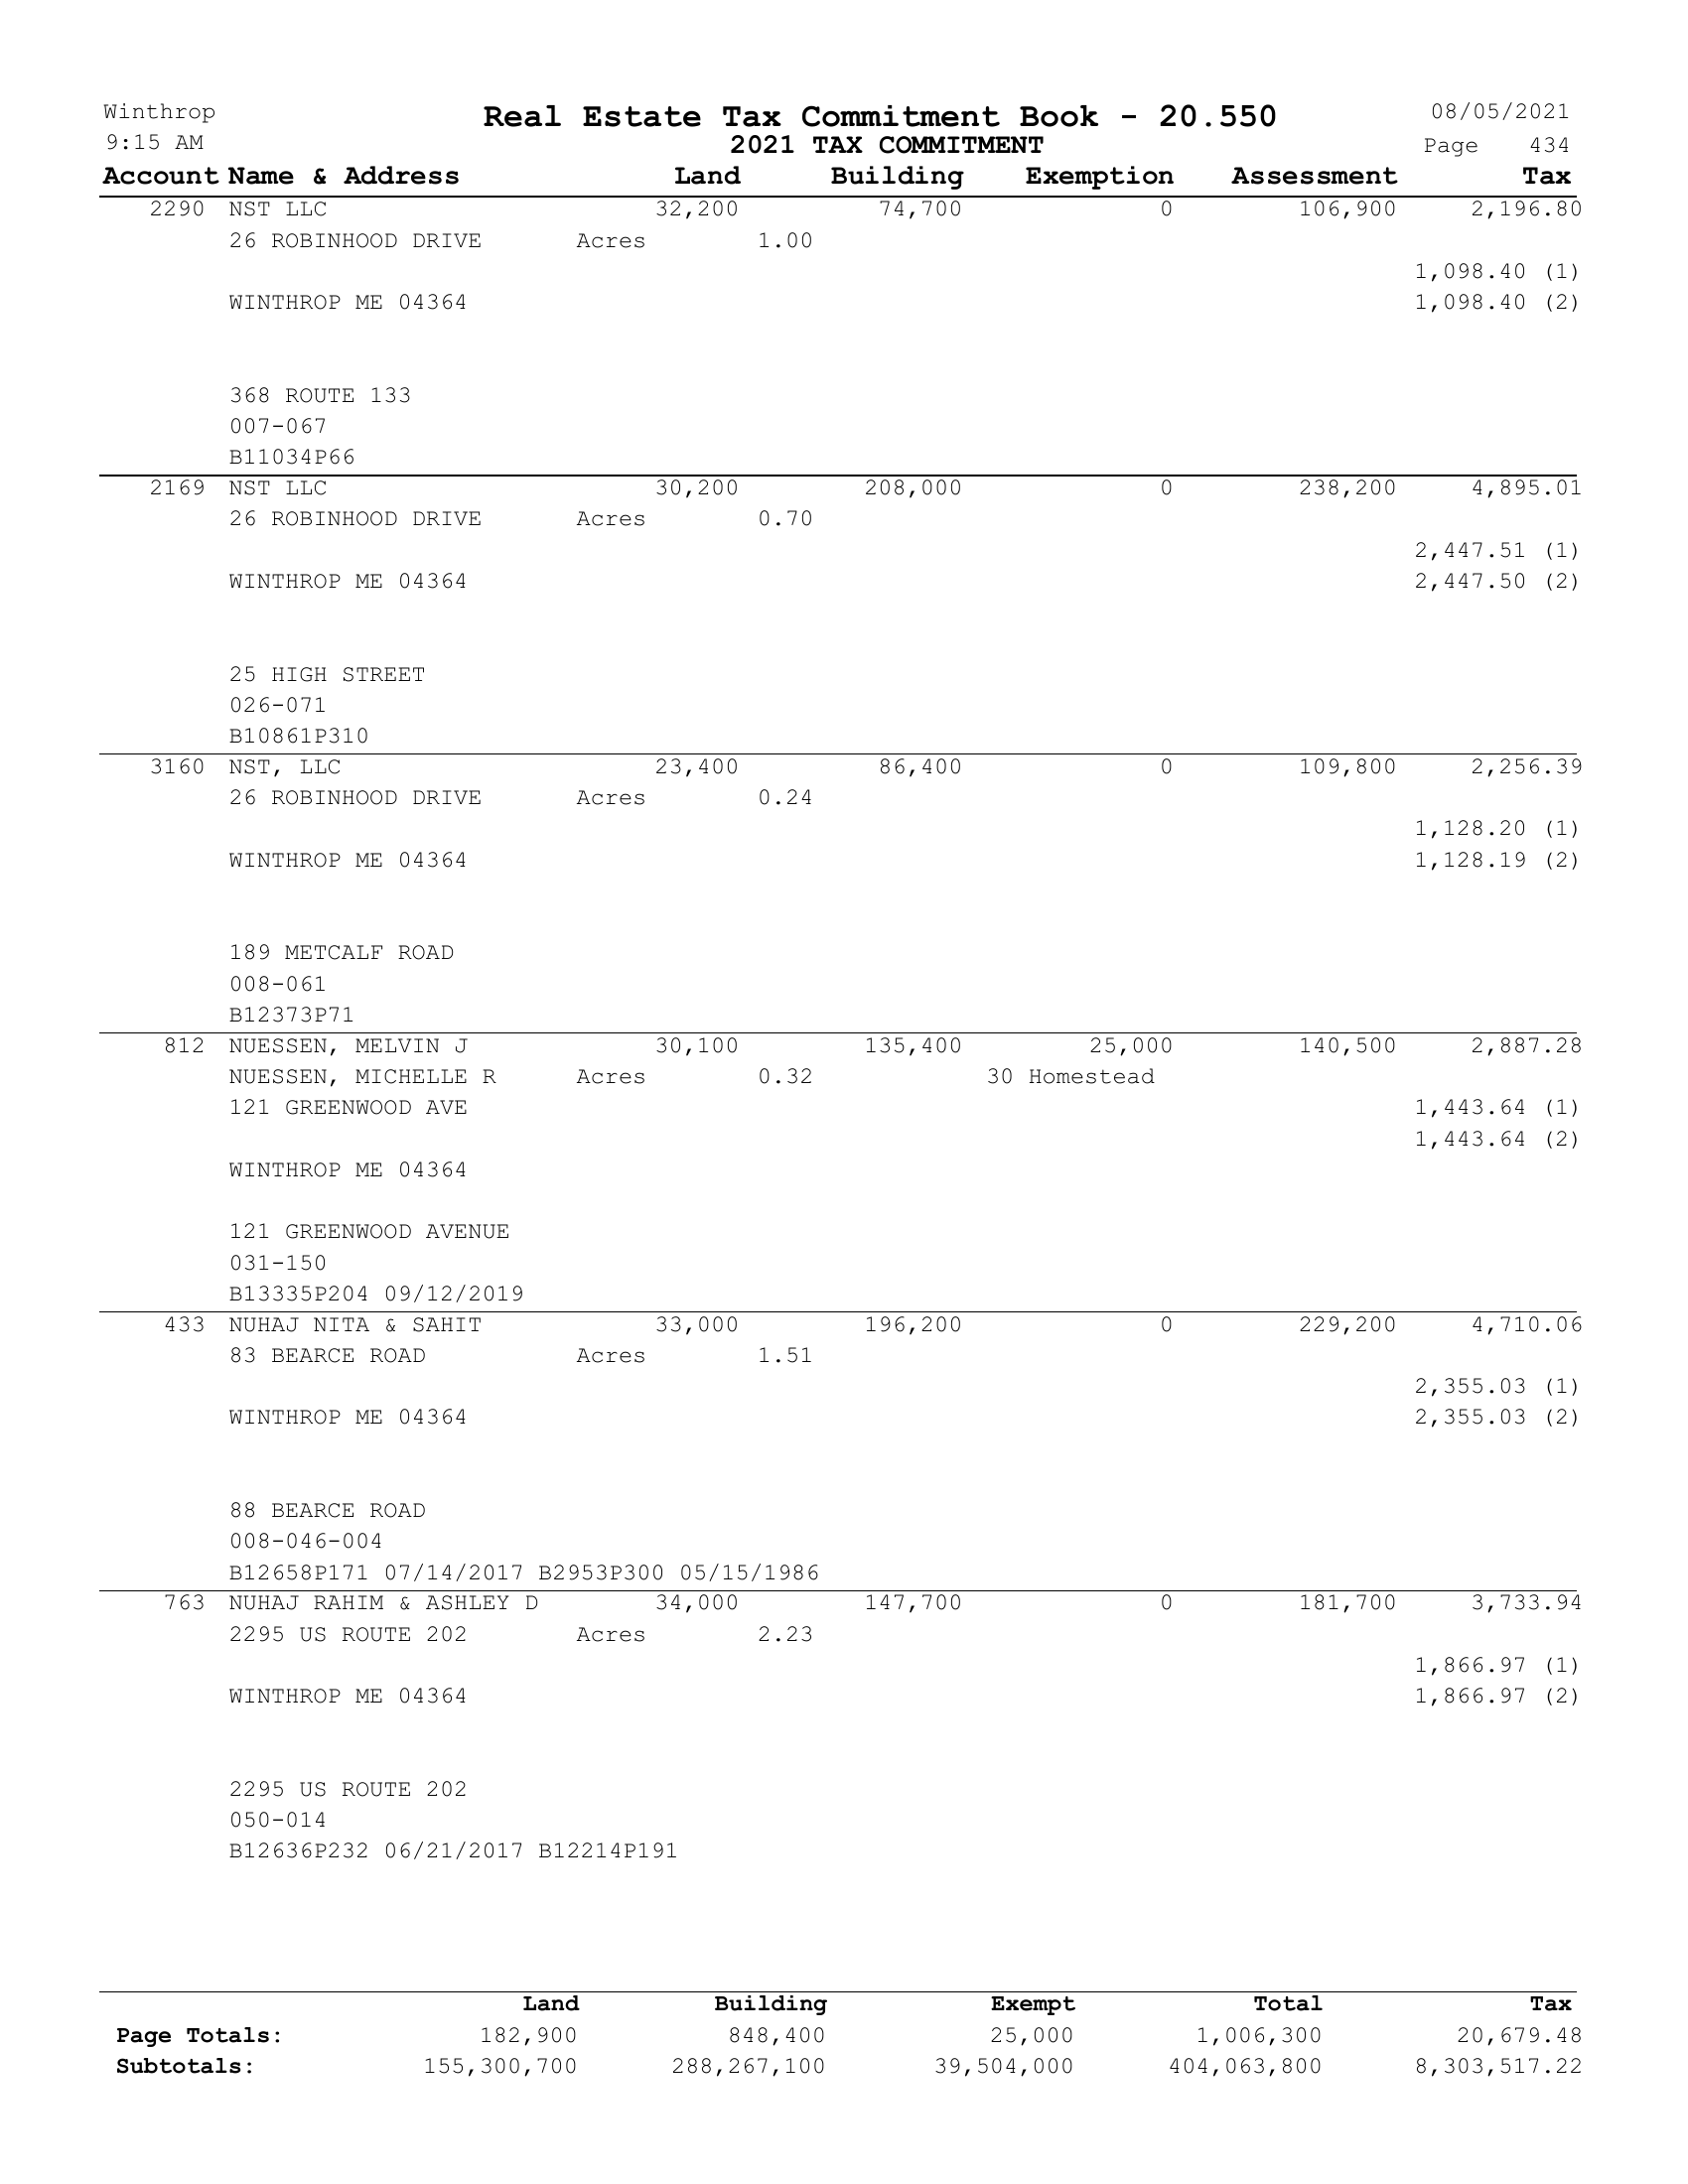 Winthrop Real Estate Tax Commitment Book - 20.550 08/05/2021
9:15 AM 2021 TAX COMMITMENT Page 434
Account Name & Address Land Building Exemption Assessment Tax
2290 NST LLC 32,200 74,700 0 106,900 2,196.80
26 ROBINHOOD DRIVE Acres 1.00
1,098.40 (1)
WINTHROP ME 04364 1,098.40 (2)
368 ROUTE 133
007-067
B11034P66
2169 NST LLC 30,200 208,000 0 238,200 4,895.01
26 ROBINHOOD DRIVE Acres 0.70
2,447.51 (1)
WINTHROP ME 04364 2,447.50 (2)
25 HIGH STREET
026-071
B10861P310
3160 NST, LLC 23,400 86,400 0 109,800 2,256.39
26 ROBINHOOD DRIVE Acres 0.24
1,128.20 (1)
WINTHROP ME 04364 1,128.19 (2)
189 METCALF ROAD
008-061
B12373P71
812 NUESSEN, MELVIN J 30,100 135,400 25,000 140,500 2,887.28
NUESSEN, MICHELLE R Acres 0.32 30 Homestead
121 GREENWOOD AVE 1,443.64 (1)
1,443.64 (2)
WINTHROP ME 04364
121 GREENWOOD AVENUE
031-150
B13335P204 09/12/2019
433 NUHAJ NITA & SAHIT 33,000 196,200 0 229,200 4,710.06
83 BEARCE ROAD Acres 1.51
2,355.03 (1)
WINTHROP ME 04364 2,355.03 (2)
88 BEARCE ROAD
008-046-004
B12658P171 07/14/2017 B2953P300 05/15/1986
763 NUHAJ RAHIM & ASHLEY D 34,000 147,700 0 181,700 3,733.94
2295 US ROUTE 202 Acres 2.23
1,866.97 (1)
WINTHROP ME 04364 1,866.97 (2)
2295 US ROUTE 202
050-014
B12636P232 06/21/2017 B12214P191
Land Building Exempt Total Tax
Page Totals: 182,900 848,400 25,000 1,006,300 20,679.48
Subtotals: 155,300,700 288,267,100 39,504,000 404,063,800 8,303,517.22